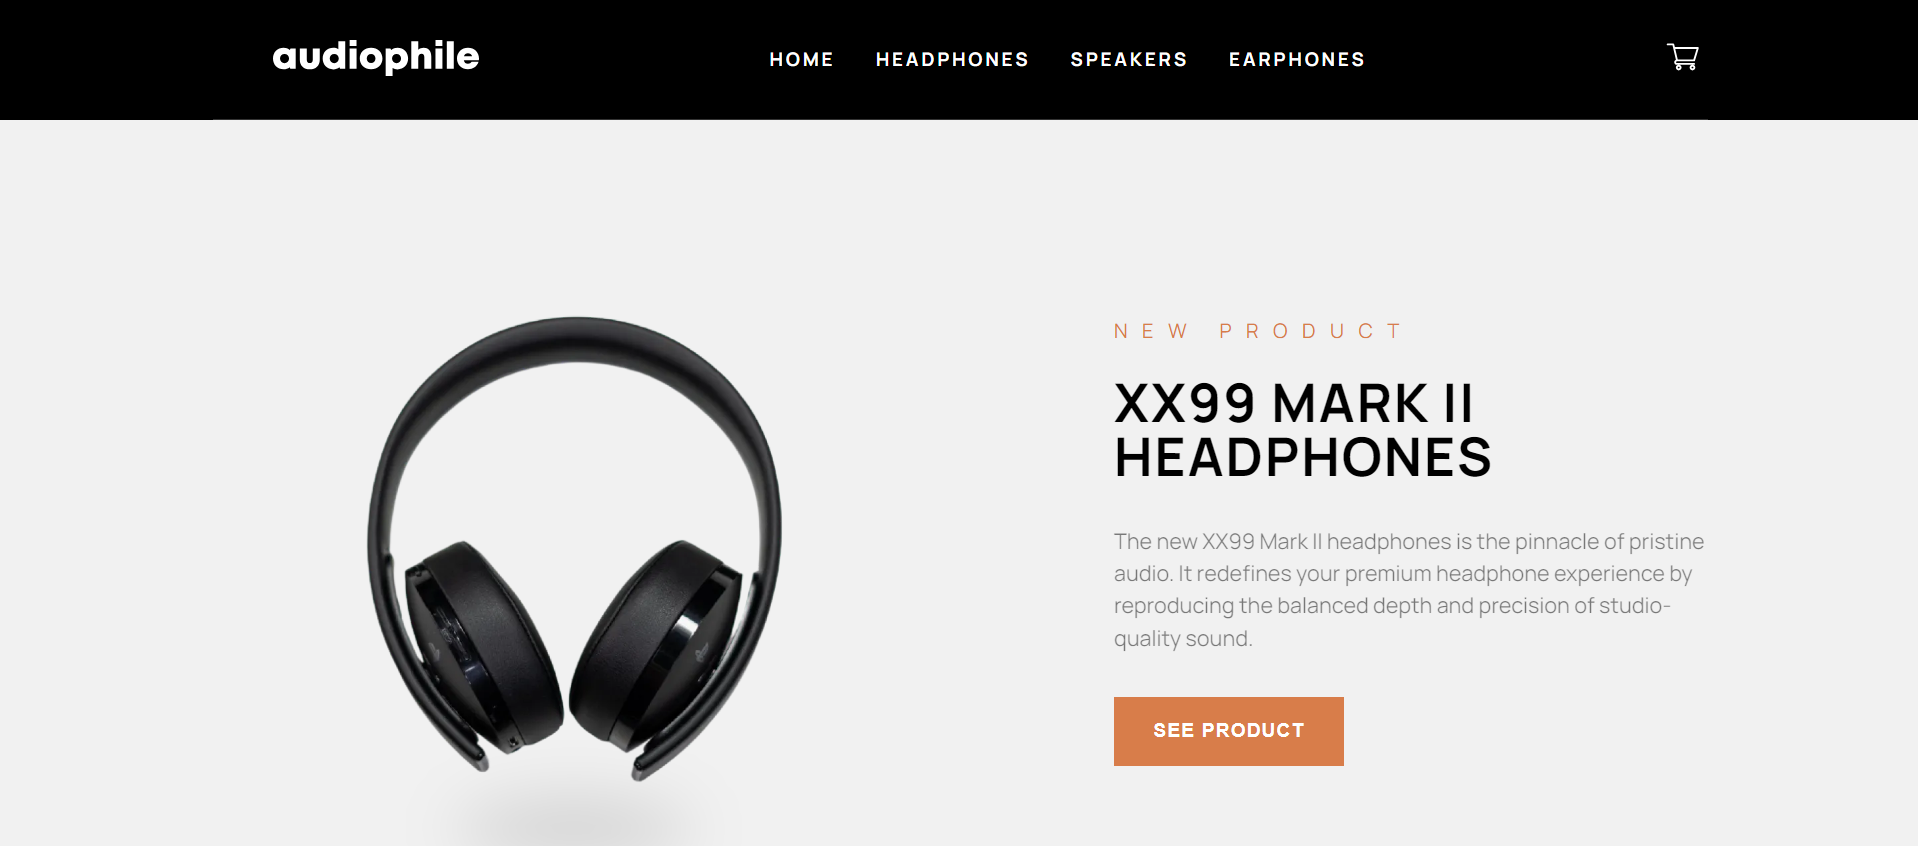 audiophile
HOME HEADPHONES SPEAKERS EARPHONES
NEW PRODUCT
XX99 MARK II
HEADPHONES
The new XX99 Mark II headphones is the pinnacle of pristine
audio. It redefines your premium headphone experience by
reproducing the balanced depth and precision of studio-
quality sound.
SEE PRODUCT